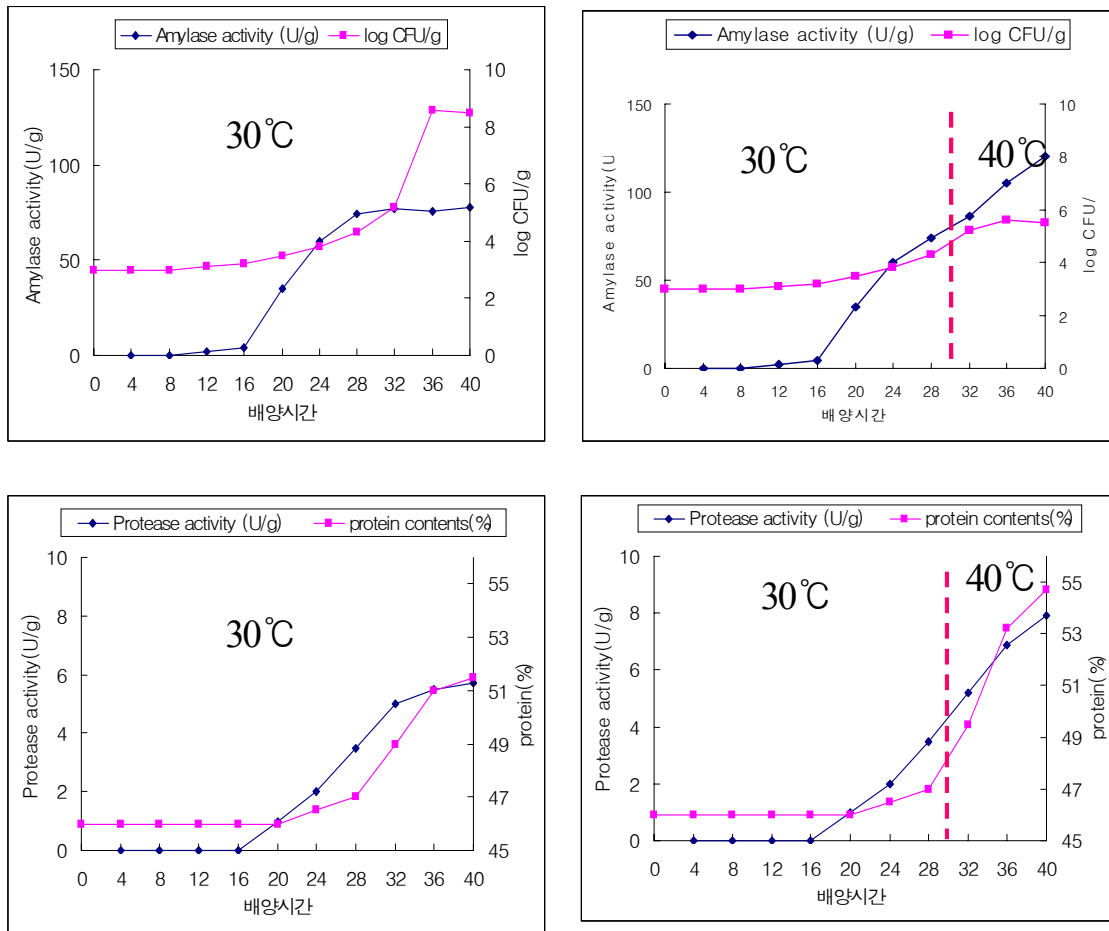 Amylase activity (U/g) log CFU/g
150
100
50
0
Amylase activity(U/g)
10
8
6
4
2
0
log CFU/g
30℃
0 4 8 12 16 20 24 28 32 36 40
배양시간
Amylase activity (U/g) log CFU/g
150
100
50
0
Amylase activity(U
10
8
6
4
2
0
log CFU/
30℃ 40℃
0 4 8 12 16 20 24 28 32 36 40
배양시간
Protease activity (U/g) protein contents(%)
10
8
6
4
2
0
Protease activity(U/g)
55
53
51
49
47
45
protein(%)
30℃
0 4 8 12 16 20 24 28 32 36 40
배양시간
Protease activity (U/g) protein contents(%)
10
8
6
4
2
0
Protease activity(U/g)
55
53
51
49
47
45
protein(%)
30℃ 40℃
0 4 8 12 16 20 24 28 32 36 40
배양시간